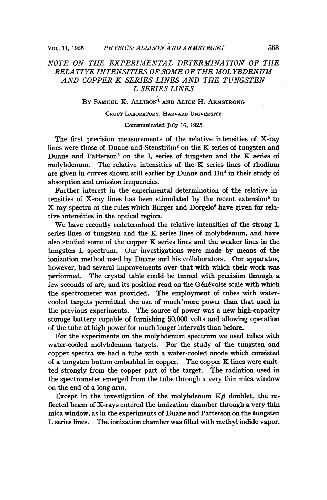 VOL. 11, 1925 PHYSICS: ALLISON AND ARMSTRONG 563
NOTE ON THE EXPERIMENTAL DETERMINATION OF THE
RELATIVE INTENSITIES OF SOME OF THE MOLYBDENUM
AND COPPER K SERIES LINES AND THE TUNGSTEN
L SERIES LINES
BY SAMUEL K. ALLISON¹ AND ALICE H. ARMSTRONG
CRUFT LABORATORY, HARVARD UNIVERSITY
Communicated July 16, 1925
The first precision measurements of the relative intensities of X-ray
lines were those of Duane and Stenström² on the K series of tungsten and
Duane and Patterson³ on the L series of tungsten and the K series of
molybdenum. The relative intensities of the K series lines of rhodium
are given in curves shown still earlier by Duane and Hu⁴ in their study of
absorption and emission frequencies.
Further interest in the experimental determination of the relative in-
tensities of X-ray lines has been stimulated by the recent extension⁵ to
X-ray spectra of the rules which Burger and Dorgelo⁶ have given for rela-
tive intensities in the optical region.
We have recently redetermined the relative intensities of the strong L
series lines of tungsten and the K series lines of molybdenum, and have
also studied some of the copper K series lines and the weaker lines in the
tungsten L spectrum. Our investigations were made by means of the
ionization method used by Duane and his collaborators. Our apparatus,
however, had several improvements over that with which their work was
performed. The crystal table could be turned with precision through a
few seconds of arc, and its position read on the Génévoise scale with which
the spectrometer was provided. The employment of tubes with water-
cooled targets permitted the use of much more power than that used in
the previous experiments. The source of power was a new high-capacity
storage battery capable of furnishing 50,000 volts and allowing operation
of the tube at high power for much longer intervals than before.
For the experiments on the molybdenum spectrum we used tubes with
water-cooled molybdenum targets. For the study of the tungsten and
copper spectra we had a tube with a water-cooled anode which consisted
of a tungsten button embedded in copper. The copper K lines were emit-
ted strongly from the copper part of the target. The radiation used in
the spectrometer emerged from the tube through a very thin mica window
on the end of a long arm.
Except in the investigation of the molybdenum Kβ doublet, the re-
flected beam of X-rays entered the ionization chamber through a very thin
mica window, as in the experiments of Duane and Patterson on the tungsten
L series lines. The ionization chamber was filled with methyl iodide vapor.